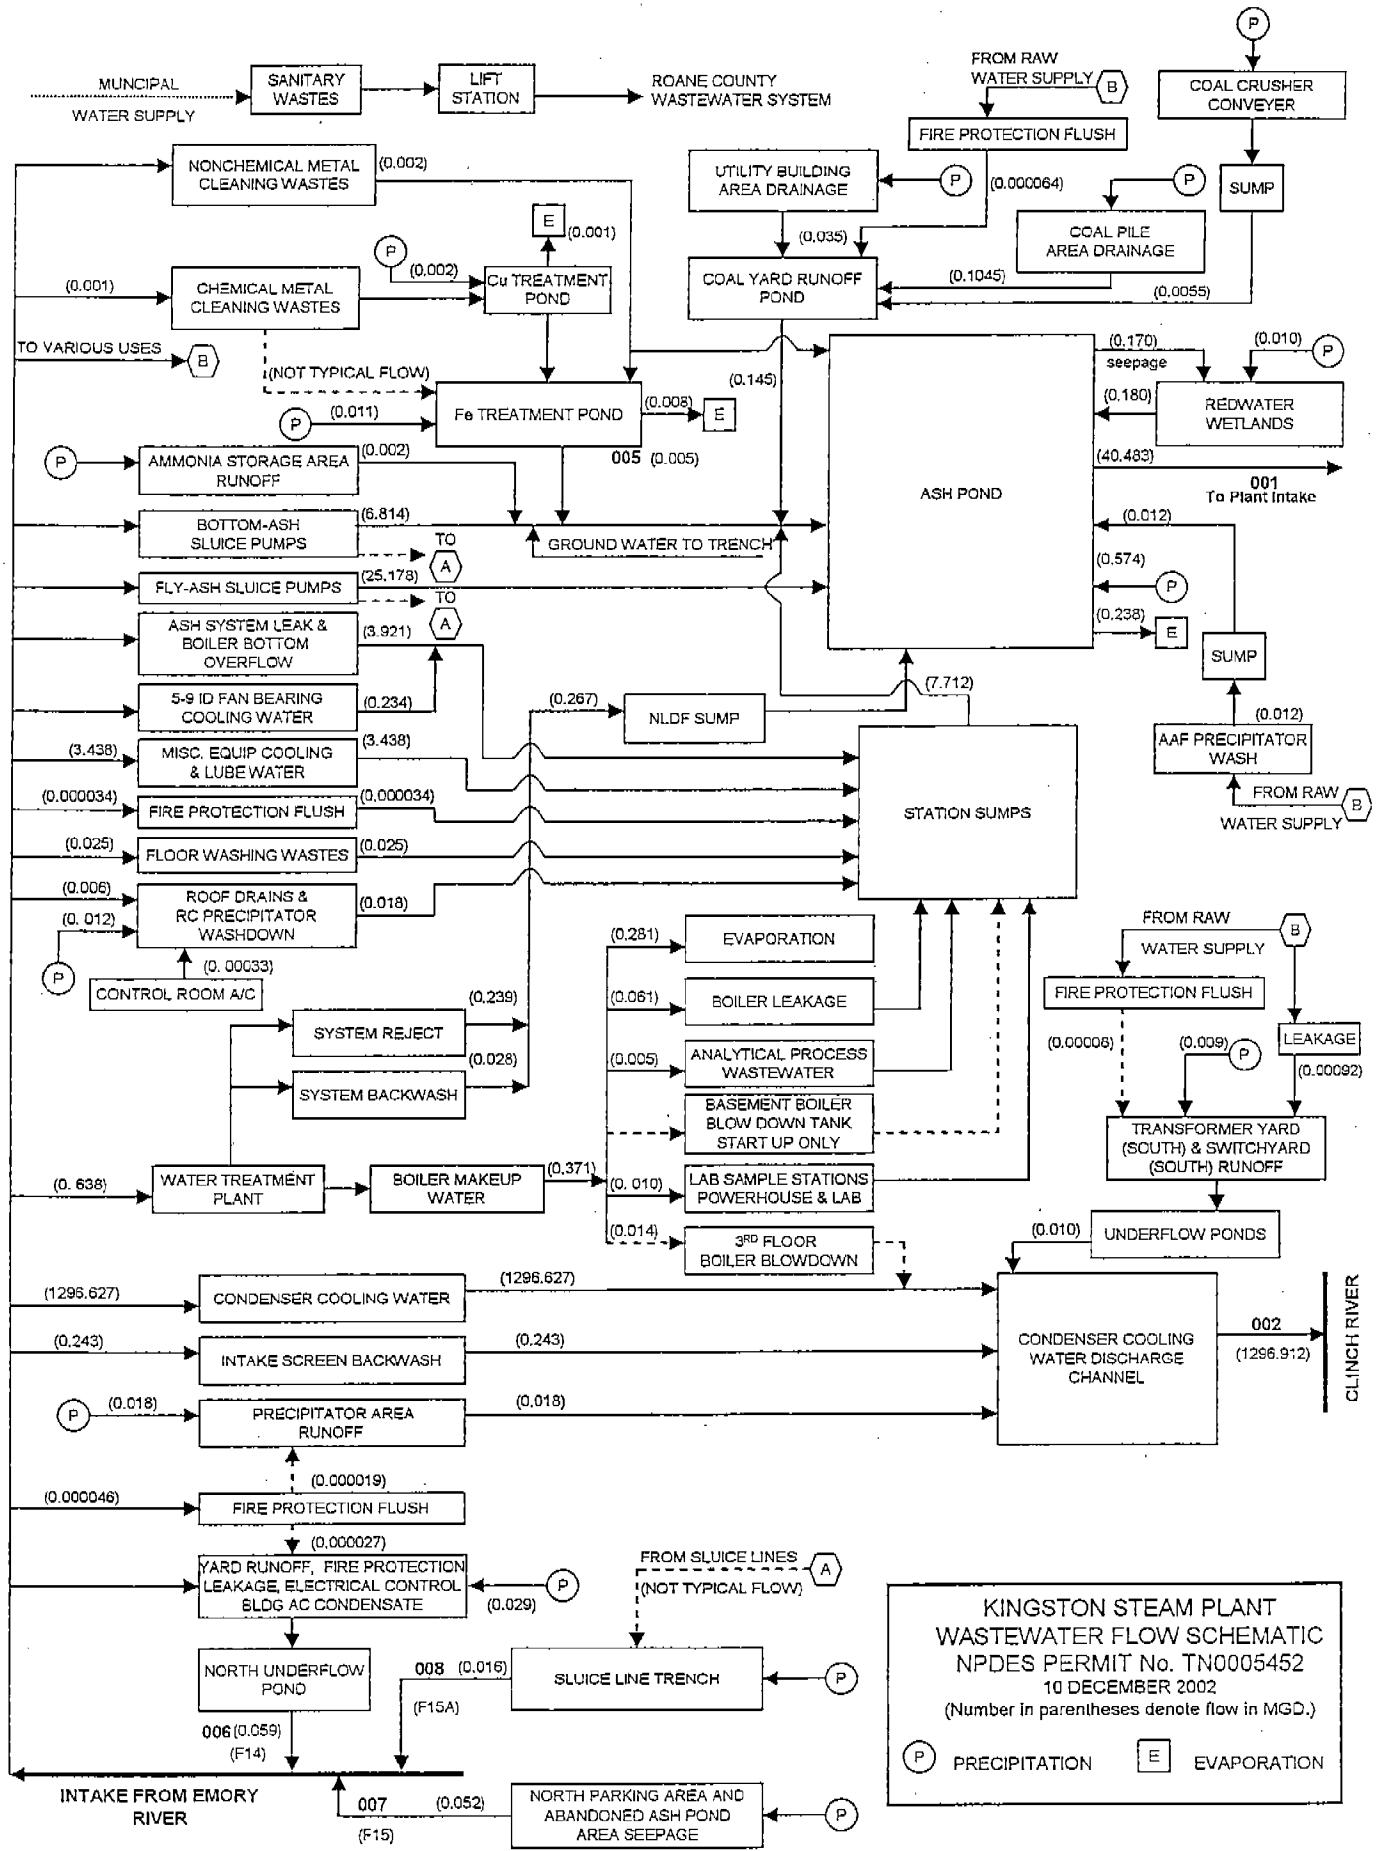 P
MUNCIPAL
WATER SUPPLY
SANITARY
WASTES
LIFT
STATION
ROANE COUNTY
WASTEWATER SYSTEM
FROM RAW
WATER SUPPLY
B
COAL CRUSHER
CONVEYER
FIRE PROTECTION FLUSH
NONCHEMICAL METAL
CLEANING WASTES
(0.002)
UTILITY BUILDING
AREA DRAINAGE
P
(0.000064)
P
SUMP
E
(0.001)
(0.035)
COAL PILE
AREA DRAINAGE
P
(0.002)
Cu TREATMENT
POND
COAL YARD RUNOFF
POND
(0.1045)
(0.0055)
(0.001)
CHEMICAL METAL
CLEANING WASTES
TO VARIOUS USES
B
(NOT TYPICAL FLOW)
(0.145)
(0.170)
seepage
(0.010)
P
(0.011)
P
Fe TREATMENT POND
(0.008)
E
(0.180)
REDWATER
WETLANDS
005 (0.005)
P
AMMONIA STORAGE AREA
RUNOFF
(0.002)
ASH POND
(40.483)
001
To Plant Intake
BOTTOM-ASH
SLUICE PUMPS
(6.814)
TO
A
GROUND WATER TO TRENCH
(0.012)
FLY-ASH SLUICE PUMPS
(25.178)
TO
A
(0.574)
P
ASH SYSTEM LEAK &
BOILER BOTTOM
OVERFLOW
(3.921)
(0.238)
E
SUMP
5-9 ID FAN BEARING
COOLING WATER
(0.234)
(0.267)
NLDF SUMP
(7.712)
(0.012)
AAF PRECIPITATOR
WASH
(3.438)
MISC. EQUIP COOLING
& LUBE WATER
(3.438)
FROM RAW
WATER SUPPLY
B
(0.000034)
FIRE PROTECTION FLUSH
(0.000034)
STATION SUMPS
(0.025)
FLOOR WASHING WASTES
(0.025)
(0.006)
(0. 012)
P
ROOF DRAINS &
RC PRECIPITATOR
WASHDOWN
(0.018)
(0. 00033)
CONTROL ROOM A/C
(0.281)
EVAPORATION
FROM RAW
WATER SUPPLY
B
(0.239)
SYSTEM REJECT
(0.061)
BOILER LEAKAGE
FIRE PROTECTION FLUSH
(0.028)
SYSTEM BACKWASH
(0.005)
ANALYTICAL PROCESS
WASTEWATER
(0.00006)
(0.009)
P
LEAKAGE
(0.00092)
BASEMENT BOILER
BLOW DOWN TANK
START UP ONLY
TRANSFORMER YARD
(SOUTH) & SWITCHYARD
(SOUTH) RUNOFF
(0. 638)
WATER TREATMENT
PLANT
BOILER MAKEUP
WATER
(0.371)
(0. 010)
LAB SAMPLE STATIONS
POWERHOUSE & LAB
(0.014)
3RD FLOOR
BOILER BLOWDOWN
(0.010)
UNDERFLOW PONDS
(1296.627)
CONDENSER COOLING WATER
(1296.627)
(0.243)
INTAKE SCREEN BACKWASH
(0.243)
CONDENSER COOLING
WATER DISCHARGE
CHANNEL
002
(1296.912)
CLINCH RIVER
P
(0.018)
PRECIPITATOR AREA
RUNOFF
(0.018)
(0.000019)
(0.000046)
FIRE PROTECTION FLUSH
(0.000027)
YARD RUNOFF, FIRE PROTECTION
LEAKAGE, ELECTRICAL CONTROL
BLDG AC CONDENSATE
P
(0.029)
FROM SLUICE LINES
A
(NOT TYPICAL FLOW)
NORTH UNDERFLOW
POND
008 (0.016)
(F15A)
SLUICE LINE TRENCH
P
006 (0.059)
(F14)
INTAKE FROM EMORY
RIVER
007 (0.052)
(F15)
NORTH PARKING AREA AND
ABANDONED ASH POND
AREA SEEPAGE
P
KINGSTON STEAM PLANT
WASTEWATER FLOW SCHEMATIC
NPDES PERMIT No. TN0005452
10 DECEMBER 2002
(Number in parentheses denote flow in MGD.)
P PRECIPITATION
E EVAPORATION